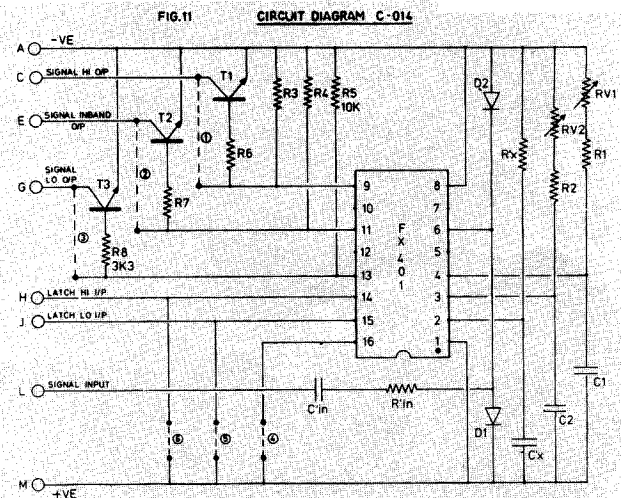 FIG.11 CIRCUIT DIAGRAM C-014
A -VE
C SIGNAL HI O/P T1
E SIGNAL INBAND O/P T2
G SIGNAL LO O/P T3
① ② ③
R3 R4 R5 10K
R6
R7
R8 3K3
D2
R'x
RV2
RV1
R2
R1
FX401
9 8
10 7
11 6
12 5
13 4
14 3
15 2
16 1
H LATCH HI I/P
J LATCH LO I/P
L SIGNAL INPUT
C'in R'in
D1
C'x
C2
C1
⑥ ⑤ ④
M +VE